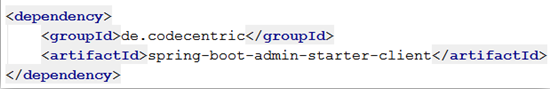 <dependency>
<groupId>de.codecentric</groupId>
<artifactId>spring-boot-admin-starter-client</artifactId>
</dependency>